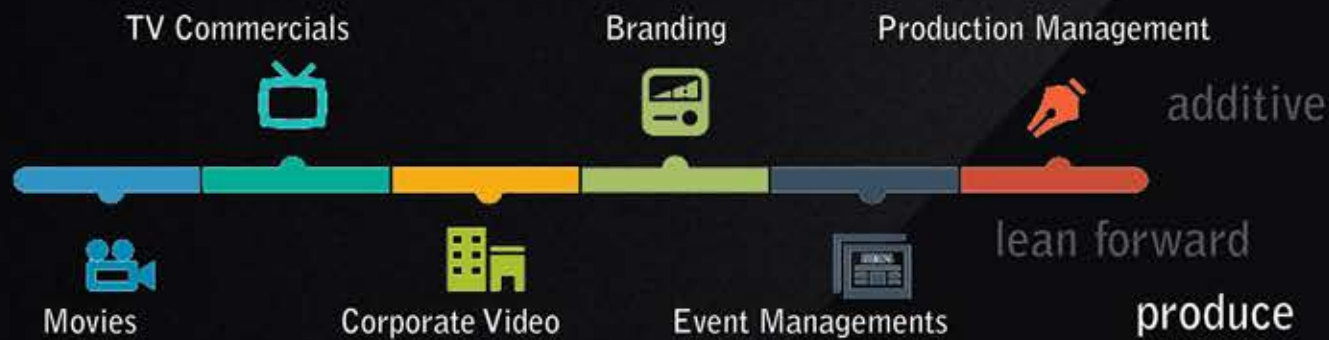 TV Commercials
Branding
Production Management
additive
lean forward
Movies
Corporate Video
Event Managements
produce